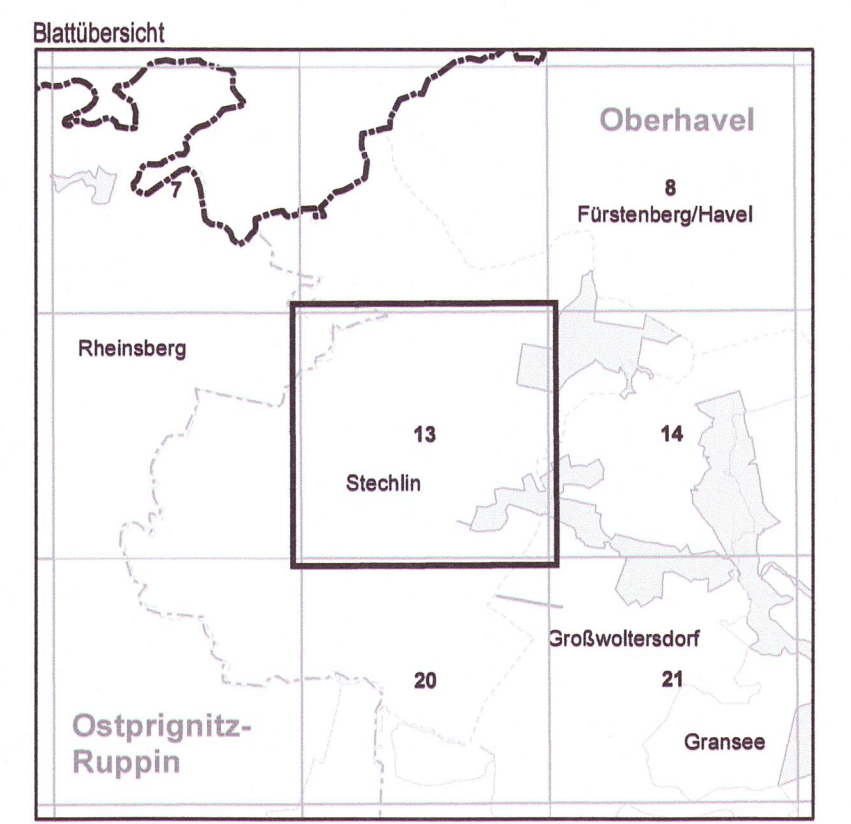 Blattübersicht
Oberhavel
7
8
Fürstenberg/Havel
Rheinsberg
13
14
Stechlin
Großwoltersdorf
20
21
Ostprignitz-
Ruppin
Gransee